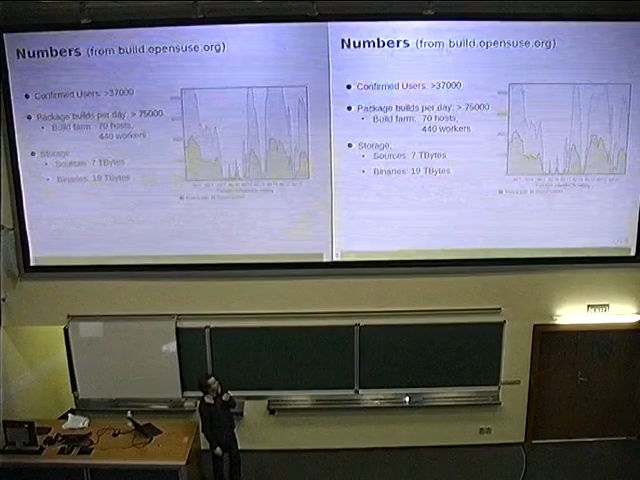 Numbers (from build.opensuse.org)
Confirmed Users: >37000
Package builds per day: > 75000
Build farm: 70 hosts,
440 workers
Storage:
Sources: 7 TBytes
Binaries: 19 TBytes
Numbers (from build.opensuse.org)
Confirmed Users: >37000
Package builds per day: > 75000
Build farm: 70 hosts,
440 workers
Storage:
Sources: 7 TBytes
Binaries: 19 TBytes